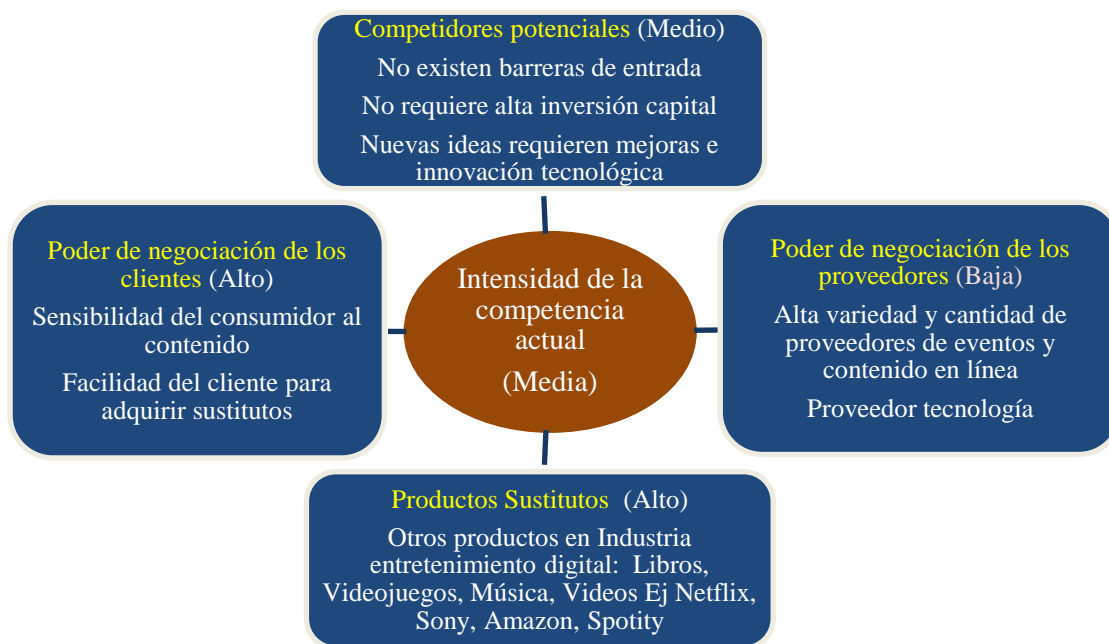 Competidores potenciales (Medio)
No existen barreras de entrada
No requiere alta inversión capital
Nuevas ideas requieren mejoras e
innovación tecnológica
Poder de negociación de los
clientes (Alto)
Sensibilidad del consumidor al
contenido
Facilidad del cliente para
adquirir sustitutos
Intensidad de la
competencia
actual
(Media)
Poder de negociación de los
proveedores (Baja)
Alta variedad y cantidad de
proveedores de eventos y
contenido en línea
Proveedor tecnología
Productos Sustitutos (Alto)
Otros productos en Industria
entretenimiento digital: Libros,
Videojuegos, Música, Videos Ej Netflix,
Sony, Amazon, Spotity